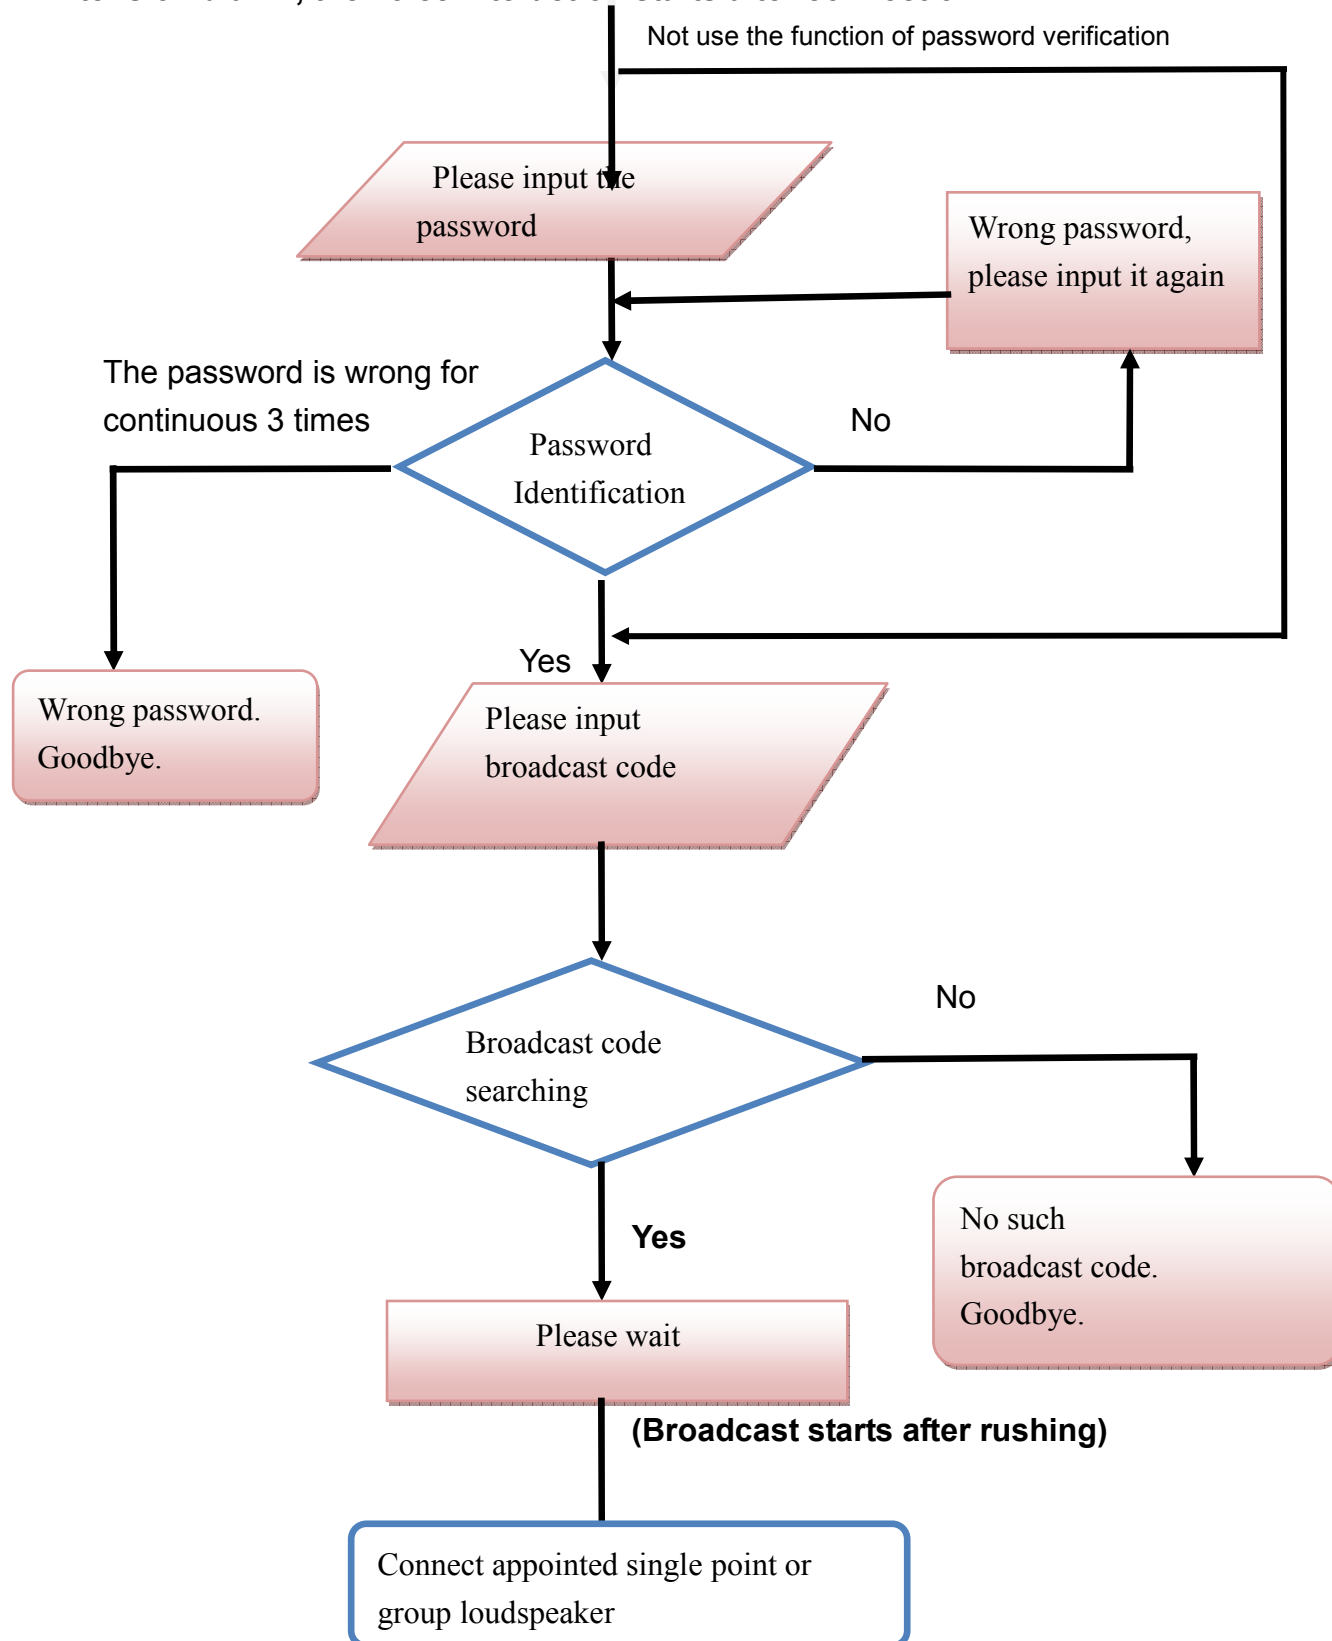 Not use the function of password verification
Please input the
password
Wrong password,
please input it again
The password is wrong for
continuous 3 times
No
Password
Identification
Yes
Wrong password.
Goodbye.
Please input
broadcast code
No
Broadcast code
searching
Yes
No such
broadcast code.
Goodbye.
Please wait
(Broadcast starts after rushing)
Connect appointed single point or
group loudspeaker